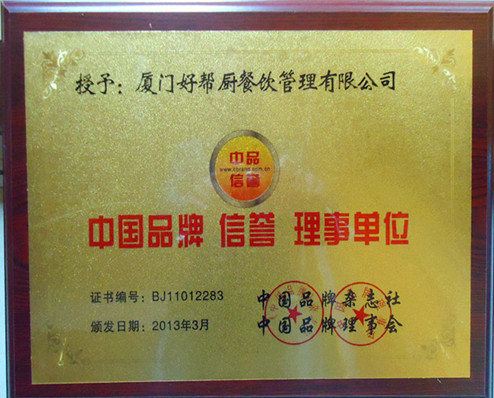 授予：厦门好帮厨餐饮管理有限公司
中品
信誉
中国品牌 信誉 理事单位
证书编号：BJ11012283
中国品牌杂志社
颁发日期：2013年3月
中国品牌理事会